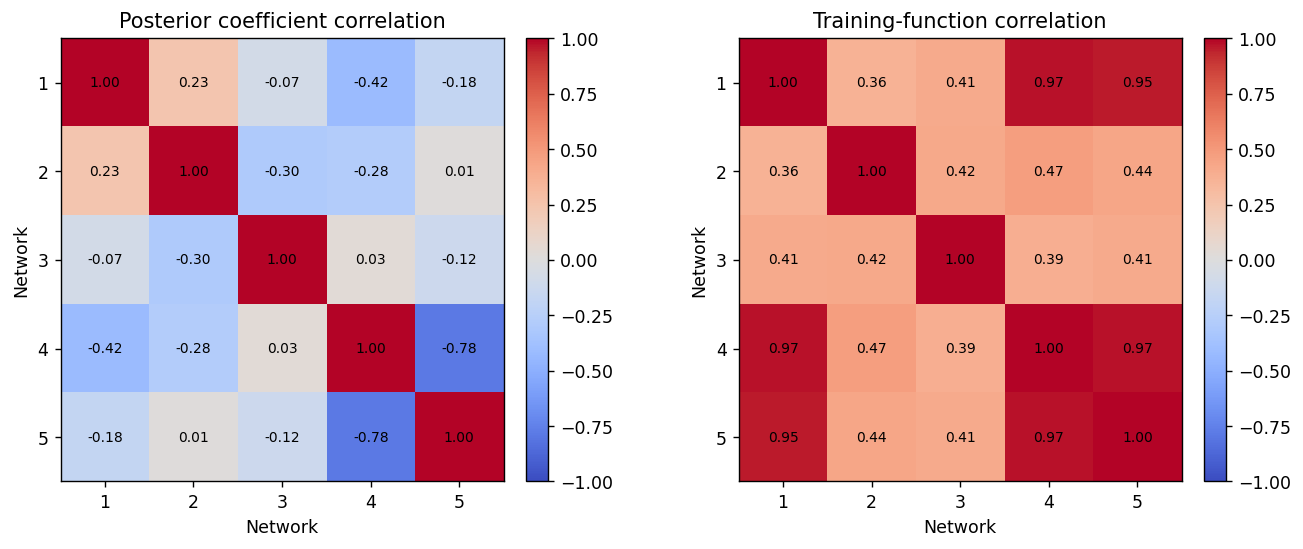 Posterior coefficient correlation
1.00 0.23 -0.07 -0.42 -0.18
0.23 1.00 -0.30 -0.28 0.01
-0.07 -0.30 1.00 0.03 -0.12
-0.42 -0.28 0.03 1.00 -0.78
-0.18 0.01 -0.12 -0.78 1.00
1
2
3
4
5
Network
1 2 3 4 5
Network
1.00
0.75
0.50
0.25
0.00
−0.25
−0.50
−0.75
−1.00
Training-function correlation
1.00 0.36 0.41 0.97 0.95
0.36 1.00 0.42 0.47 0.44
0.41 0.42 1.00 0.39 0.41
0.97 0.47 0.39 1.00 0.97
0.95 0.44 0.41 0.97 1.00
1
2
3
4
5
Network
1 2 3 4 5
Network
1.00
0.75
0.50
0.25
0.00
−0.25
−0.50
−0.75
−1.00